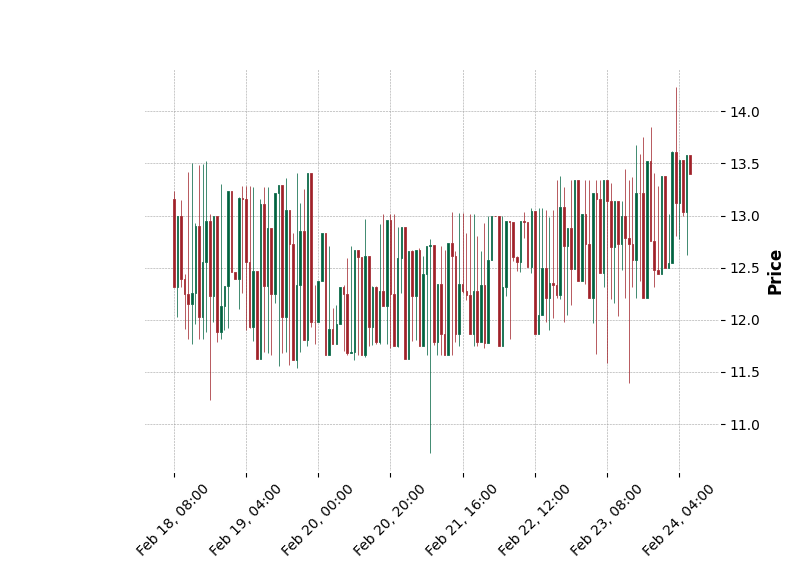 14.0
13.5
13.0
12.5
12.0
11.5
11.0
Price
Feb 18, 08:00
Feb 19, 04:00
Feb 20, 00:00
Feb 20, 20:00
Feb 21, 16:00
Feb 22, 12:00
Feb 23, 08:00
Feb 24, 04:00